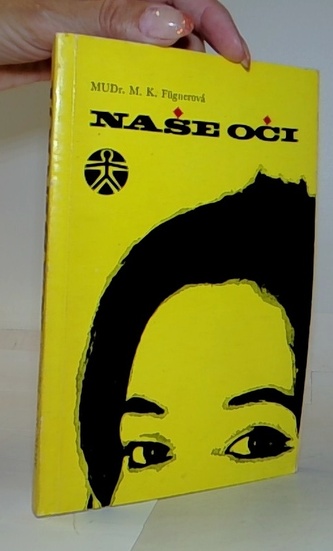 MUDr. M. K. Fügnerová
NAŠE OČI